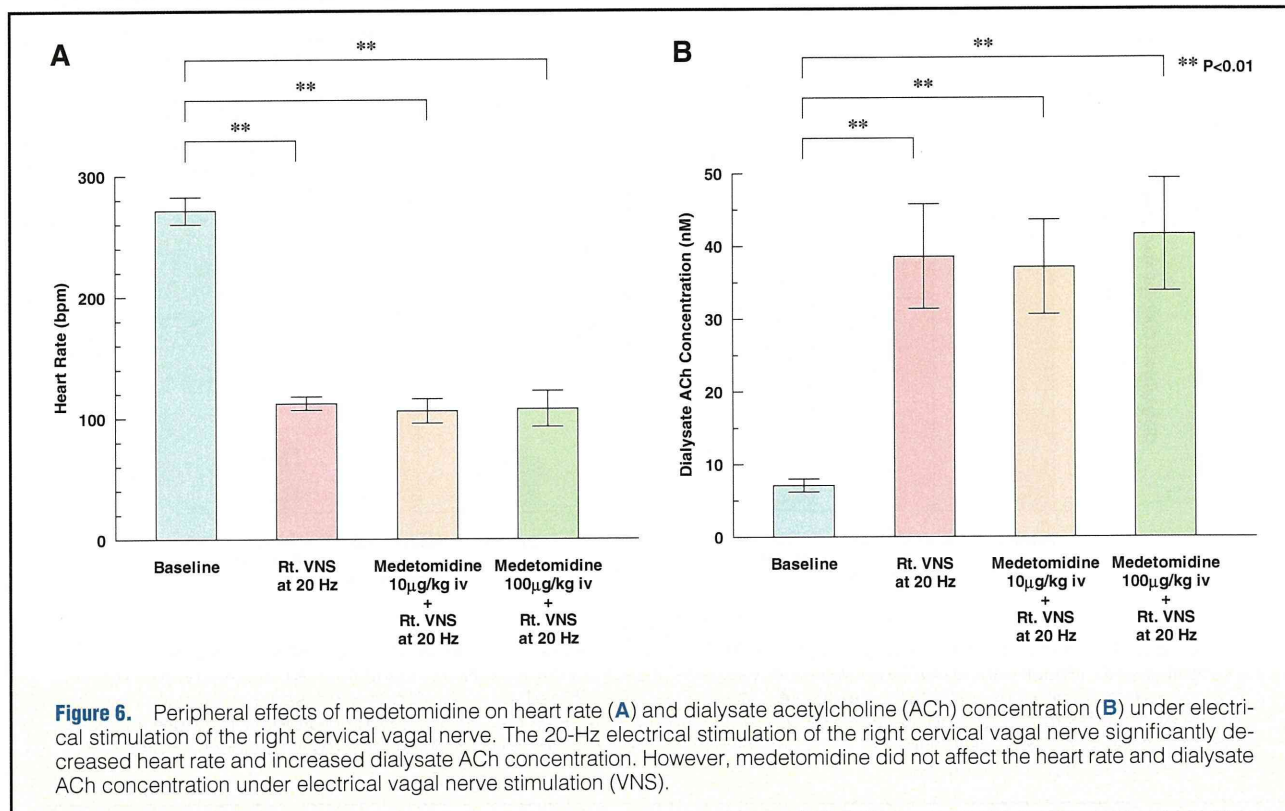 A
**
**
**
Heart Rate (bpm)
300
200
100
0
Baseline
Rt. VNS
at 20 Hz
Medetomidine
10μg/kg iv
+
Rt. VNS
at 20 Hz
Medetomidine
100μg/kg iv
+
Rt. VNS
at 20 Hz
B
** P<0.01
**
**
**
Dialysate ACh Concentration (nM)
50
40
30
20
10
0
Baseline
Rt. VNS
at 20 Hz
Medetomidine
10μg/kg iv
+
Rt. VNS
at 20 Hz
Medetomidine
100μg/kg iv
+
Rt. VNS
at 20 Hz
Figure 6. Peripheral effects of medetomidine on heart rate (A) and dialysate acetylcholine (ACh) concentration (B) under electri-
cal stimulation of the right cervical vagal nerve. The 20-Hz electrical stimulation of the right cervical vagal nerve significantly de-
creased heart rate and increased dialysate ACh concentration. However, medetomidine did not affect the heart rate and dialysate
ACh concentration under electrical vagal nerve stimulation (VNS).